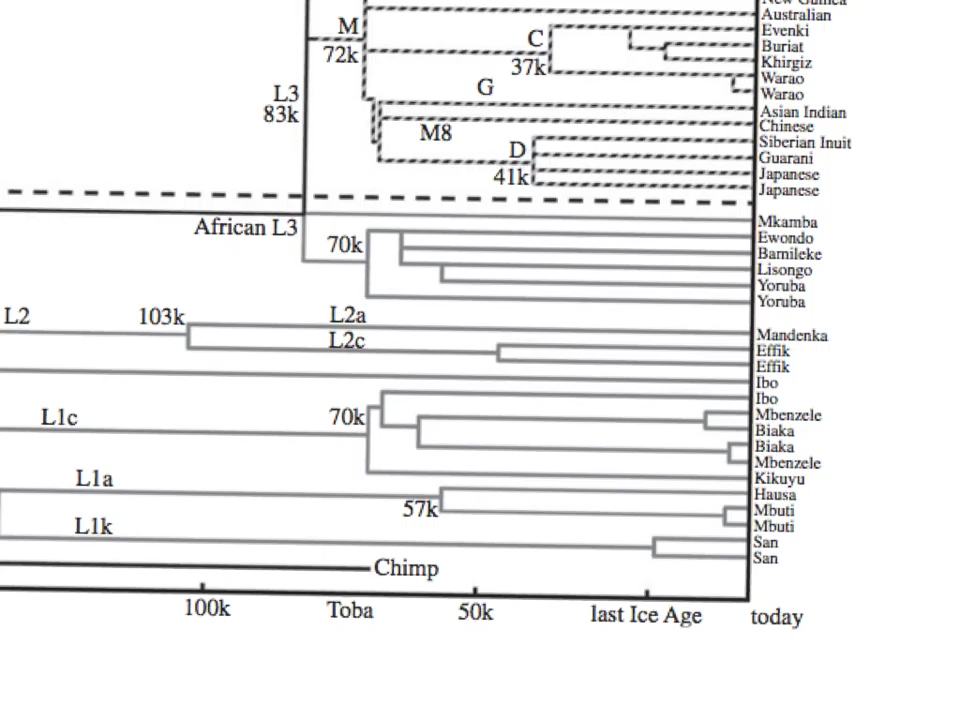 New Guinea
Australian
M
C
Evenki
Buriat
72k
37k
Khirgiz
Warao
G
Warao
L3
83k
Asian Indian
M8
Chinese
D
Siberian Inuit
Guarani
41k
Japanese
Japanese
African L3
Mkamba
70k
Ewondo
Bamileke
Lisongo
Yoruba
Yoruba
L2
103k
L2a
Mandenka
L2c
Effik
Effik
Ibo
Ibo
L1c
70k
Mbenzele
Biaka
Biaka
Mbenzele
Kikuyu
L1a
Hausa
57k
Mbuti
Mbuti
L1k
San
San
Chimp
100k Toba 50k last Ice Age today